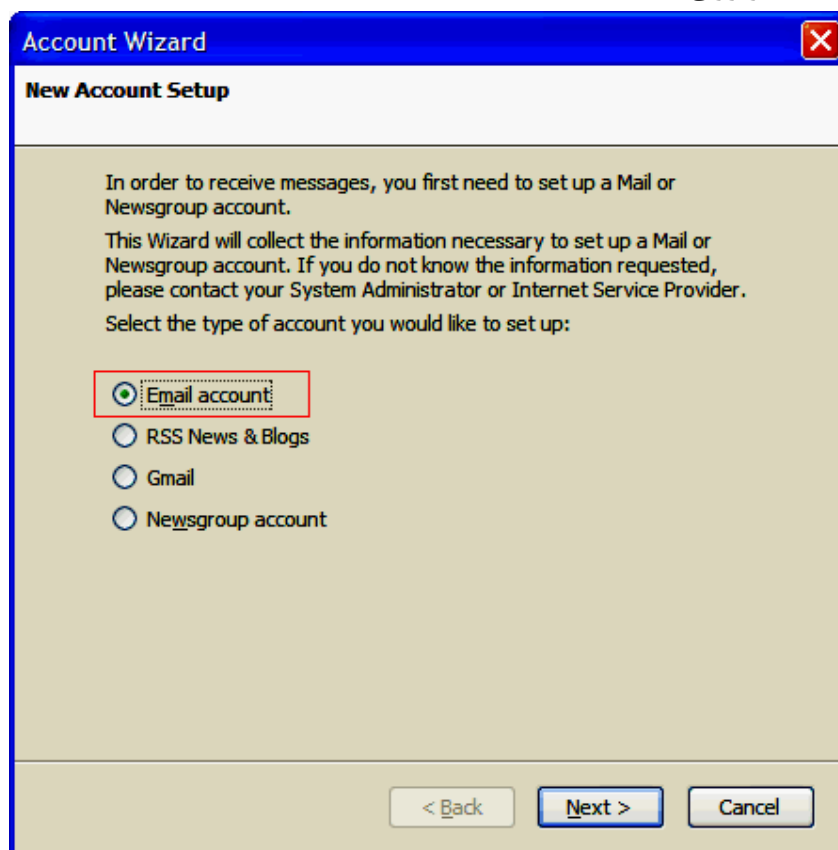 Account Wizard
New Account Setup
In order to receive messages, you first need to set up a Mail or
Newsgroup account.
This Wizard will collect the information necessary to set up a Mail or
Newsgroup account. If you do not know the information requested,
please contact your System Administrator or Internet Service Provider.
Select the type of account you would like to set up:
Email account
RSS News & Blogs
Gmail
Newsgroup account
< Back Next > Cancel